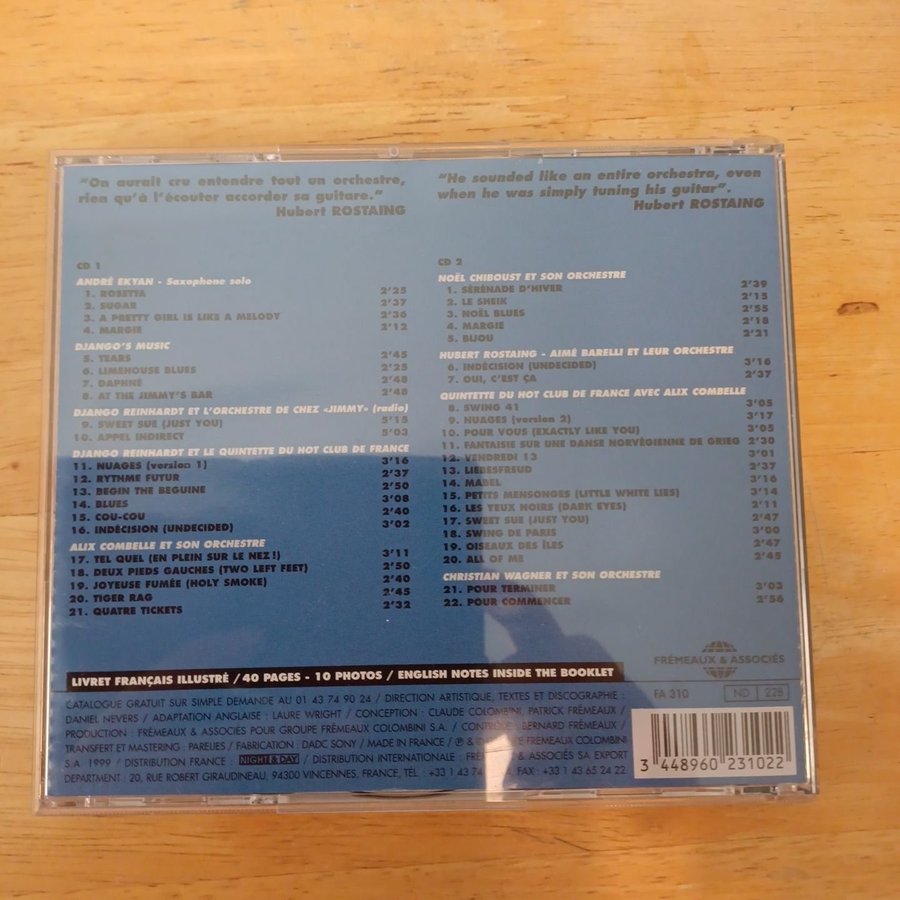 "On aurait cru entendre tout un orchestre,
rien qu'à l'écouter accorder sa guitare."
Hubert ROSTAING
"He sounded like an entire orchestra, even
when he was simply tuning his guitar".
Hubert ROSTAING
CD 1
ANDRÉ EKYAN - Saxophone solo
1. ROSETTA 2'25
2. SUGAR 2'37
3. A PRETTY GIRL IS LIKE A MELODY 2'36
4. MARGIE 2'12
DJANGO'S MUSIC
5. TEARS 2'45
6. LIMEHOUSE BLUES 2'25
7. DAPHNÉ 2'48
8. AT THE JIMMY'S BAR 2'48
DJANGO REINHARDT ET L'ORCHESTRE DE CHEZ «JIMMY» (radio)
9. SWEET SUE (JUST YOU) 5'15
10. APPEL INDIRECT 5'03
DJANGO REINHARDT ET LE QUINTETTE DU HOT CLUB DE FRANCE
11. NUAGES (version 1) 3'16
12. RYTHME FUTUR 2'37
13. BEGIN THE BEGUINE 2'50
14. BLUES 3'08
15. COU-COU 2'40
16. INDÉCISION (UNDECIDED) 3'02
ALIX COMBELLE ET SON ORCHESTRE
17. TEL QUEL (EN PLEIN SUR LE NEZ !) 3'11
18. DEUX PIEDS GAUCHES (TWO LEFT FEET) 2'50
19. JOYEUSE FUMÉE (HOLY SMOKE) 2'40
20. TIGER RAG 2'45
21. QUATRE TICKETS 2'32
CD 2
NOËL CHIBOUST ET SON ORCHESTRE
1. SÉRÉNADE D'HIVER 2'39
2. LE SHEIK 2'15
3. NOËL BLUES 2'55
4. MARGIE 2'18
5. BIJOU 2'21
HUBERT ROSTAING - AIMÉ BARELLI ET LEUR ORCHESTRE
6. INDÉCISION (UNDECIDED) 3'16
7. OUI, C'EST ÇA 2'37
QUINTETTE DU HOT CLUB DE FRANCE AVEC ALIX COMBELLE
8. SWING 41 3'05
9. NUAGES (version 2) 3'17
10. POUR VOUS (EXACTLY LIKE YOU) 3'05
11. FANTAISIE SUR UNE DANSE NORVÉGIENNE DE GRIEG 2'30
12. VENDREDI 13 3'01
13. LIEBESFREUD 2'37
14. MABEL 3'16
15. PETITS MENSONGES (LITTLE WHITE LIES) 3'14
16. LES YEUX NOIRS (DARK EYES) 2'11
17. SWEET SUE (JUST YOU) 2'47
18. SWING DE PARIS 3'00
19. OISEAUX DES ÎLES 2'47
20. ALL OF ME 2'45
CHRISTIAN WAGNER ET SON ORCHESTRE
21. POUR TERMINER 3'03
22. POUR COMMENCER 2'56
FRÉMEAUX & ASSOCIÉS
LIVRET FRANÇAIS ILLUSTRÉ / 40 PAGES - 10 PHOTOS / ENGLISH NOTES INSIDE THE BOOKLET
FA 310 ND 228
CATALOGUE GRATUIT SUR SIMPLE DEMANDE AU 01 43 74 90 24 / DIRECTION ARTISTIQUE, TEXTES ET DISCOGRAPHIE :
DANIEL NEVERS / ADAPTATION ANGLAISE : LAURE WRIGHT / CONCEPTION : CLAUDE COLOMBINI, PATRICK FRÉMEAUX /
PRODUCTION : FRÉMEAUX & ASSOCIÉS POUR GROUPE FRÉMEAUX COLOMBINI S.A. / CONTRÔLE : BERNARD FRÉMEAUX /
TRANSFERT ET MASTERING : PARELIES / FABRICATION : DADC SONY / MADE IN FRANCE / ℗ & FRÉMEAUX COLOMBINI
S.A 1999 / DISTRIBUTION FRANCE : NIGHT & DAY / DISTRIBUTION INTERNATIONALE : & ASSOCIÉS SA EXPORT
DEPARTMENT : 20, RUE ROBERT GIRAUDINEAU, 94300 VINCENNES, FRANCE, TEL : +33 1 43 74 FAX : +33 1 43 65 24 22
3 448960 231022